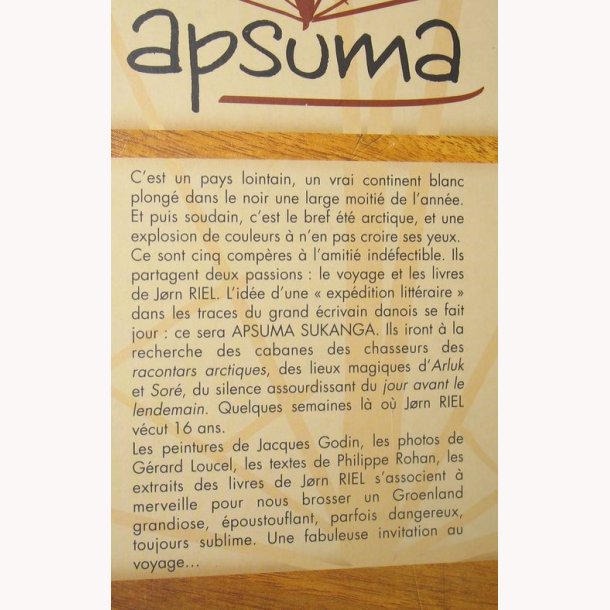 apsuma
C'est un pays lointain, un vrai continent blanc
plongé dans le noir une large moitié de l'année.
Et puis soudain, c'est le bref été arctique, et une
explosion de couleurs à n'en pas croire ses yeux.
Ce sont cinq compères à l'amitié indéfectible. Ils
partagent deux passions : le voyage et les livres
de Jørn RIEL. L'idée d'une « expédition littéraire »
dans les traces du grand écrivain danois se fait
jour : ce sera APSUMA SUKANGA. Ils iront à la
recherche des cabanes des chasseurs des
racontars arctiques, des lieux magiques d'Arluk
et Soré, du silence assourdissant du jour avant le
lendemain. Quelques semaines là où Jørn RIEL
vécut 16 ans.
Les peintures de Jacques Godin, les photos de
Gérard Loucel, les textes de Philippe Rohan, les
extraits des livres de Jørn RIEL s'associent à
merveille pour nous brosser un Groenland
grandiose, époustouflant, parfois dangereux,
toujours sublime. Une fabuleuse invitation au
voyage...